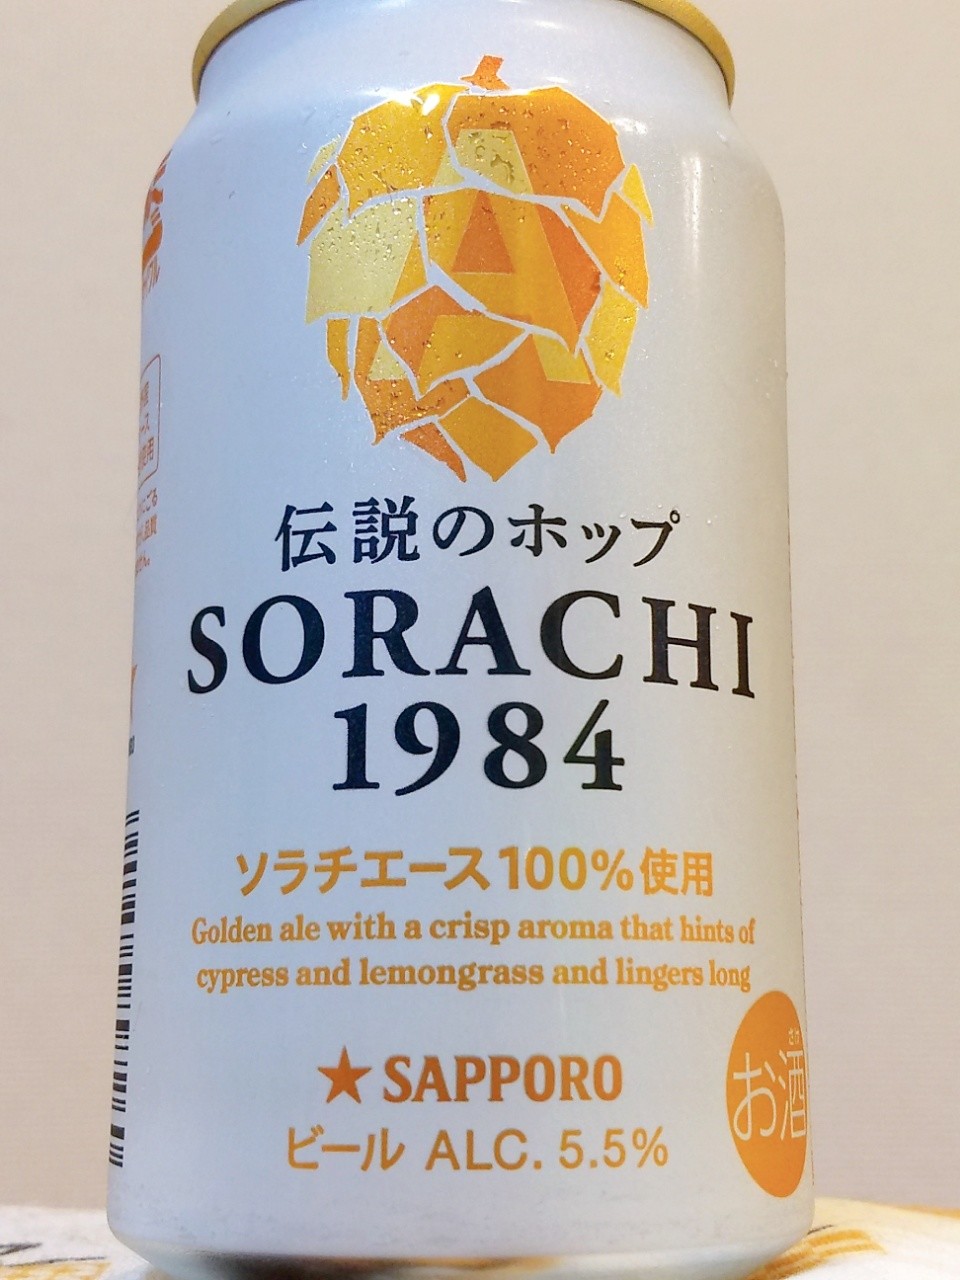 伝説のホップ
SORACHI
1984
ソラチエース100%使用
Golden ale with a crisp aroma that hints of
cypress and lemongrass and lingers long
★SAPPORO
ビール ALC. 5.5%
お酒